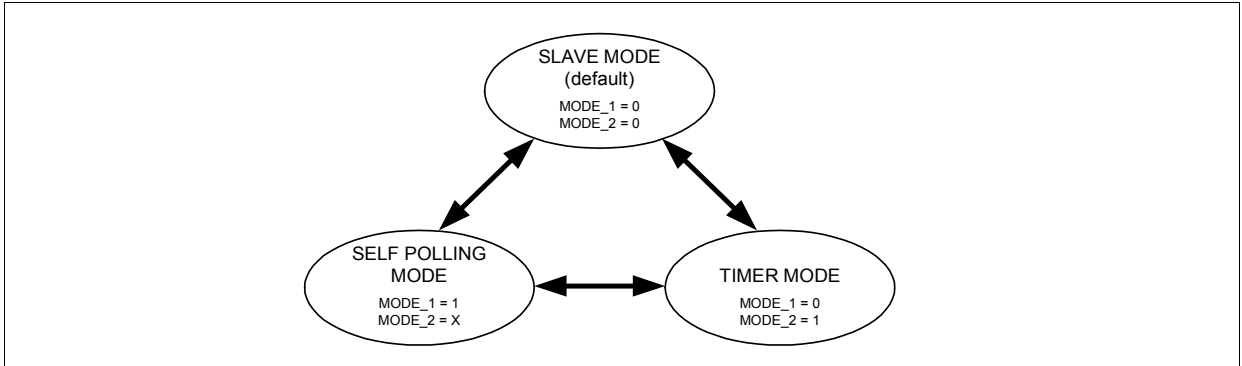 SLAVE MODE
(default)
MODE_1 = 0
MODE_2 = 0
SELF POLLING
MODE
MODE_1 = 1
MODE_2 = X
TIMER MODE
MODE_1 = 0
MODE_2 = 1